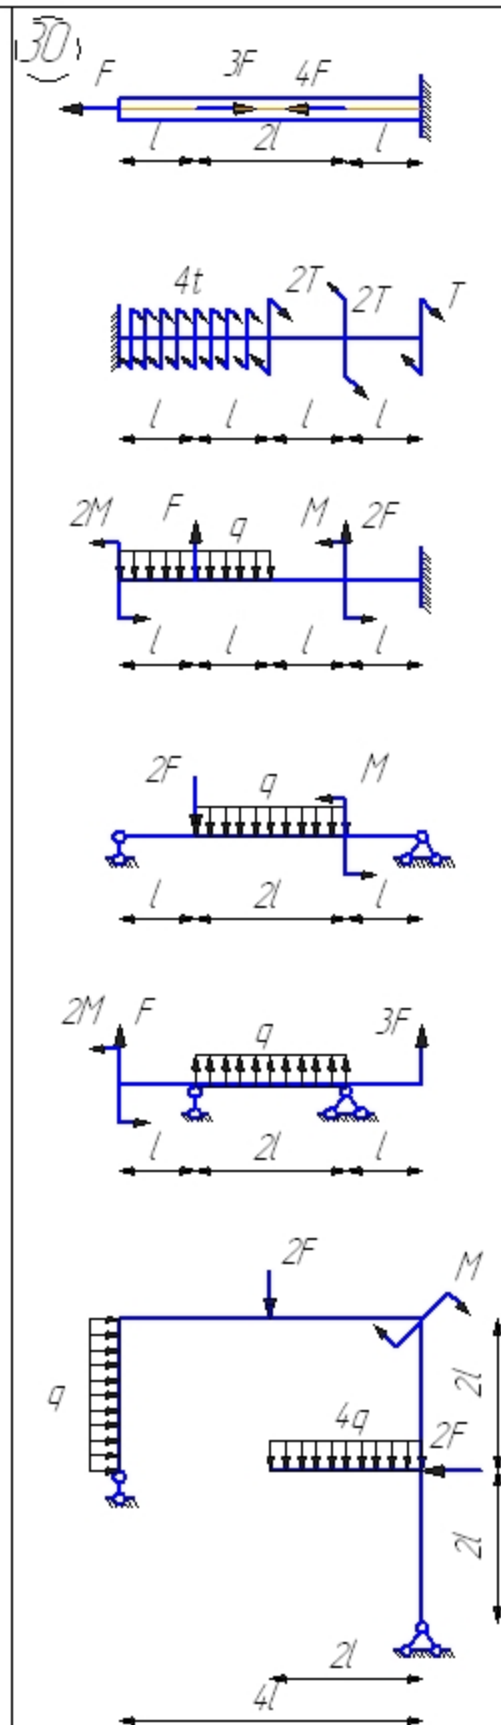 30
F 3F 4F
l 2l l
4t 2T 2T T
l l l l
2M F q M 2F
l l l l
2F q M
l 2l l
2M F q 3F
l 2l l
2F M
q 2l
4q 2F
2l
2l
4l